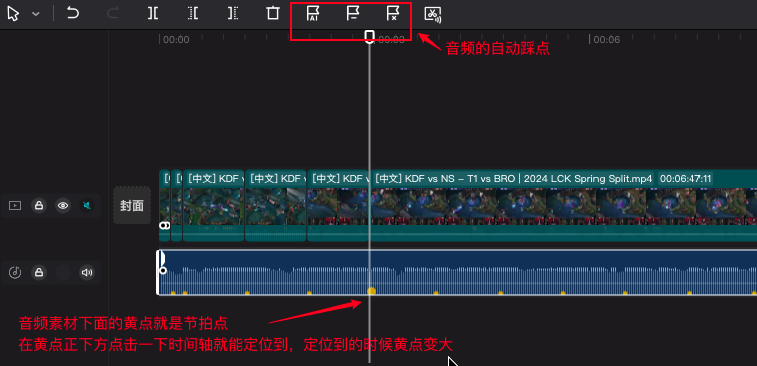 AI
00:00
00:03
00:06
音频的自动踩点
[中文] KDF v
[中文] KDF v
[中文] KDF v
[中文] KDF vs NS - T1 vs BRO | 2024 LCK Spring Split.mp4 00:06:47:11
封面
音频素材下面的黄点就是节拍点
在黄点正下方点击一下时间轴就能定位到，定位到的时候黄点变大